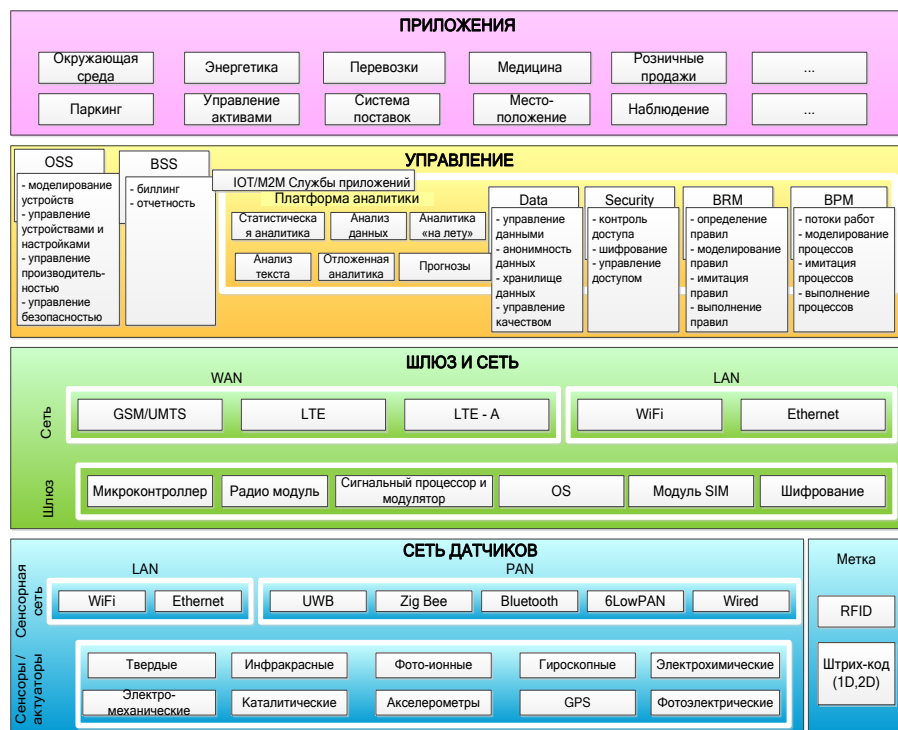 ПРИЛОЖЕНИЯ
Окружающая
среда
Энергетика
Перевозки
Медицина
Розничные
продажи
...
Паркинг
Управление
активами
Система
поставок
Место-
положение
Наблюдение
...
УПРАВЛЕНИЕ
OSS
- моделирование
устройств
- управление
устройствами и
настройками
- управление
производитель-
ностью
- управление
безопасностью
BSS
- биллинг
- отчетность
IOT/M2M Службы приложений
Платформа аналитики
Статистическа
я аналитика
Анализ
данных
Аналитика
«на лету»
Анализ
текста
Отложенная
аналитика
Прогнозы
Data
- управление
данными
- анонимность
данных
- хранилище
данных
- управление
качеством
Security
- контроль
доступа
- шифрование
- управление
доступом
BRM
- определение
правил
- моделирование
правил
- имитация
правил
- выполнение
правил
BPM
- потоки работ
- моделирование
процессов
- имитация
процессов
- выполнение
процессов
ШЛЮЗ И СЕТЬ
WAN
LAN
Сеть
GSM/UMTS
LTE
LTE - A
WiFi
Ethernet
Шлюз
Микроконтроллер
Радио модуль
Сигнальный процессор и
модулятор
OS
Модуль SIM
Шифрование
СЕТЬ ДАТЧИКОВ
LAN
PAN
Сенсорная
сеть
WiFi
Ethernet
UWB
Zig Bee
Bluetooth
6LowPAN
Wired
Сенсоры /
актуаторы
Твердые
Инфракрасные
Фото-ионные
Гироскопные
Электрохимические
Электро-
механические
Каталитические
Акселерометры
GPS
Фотоэлектрические
Метка
RFID
Штрих-код
(1D,2D)